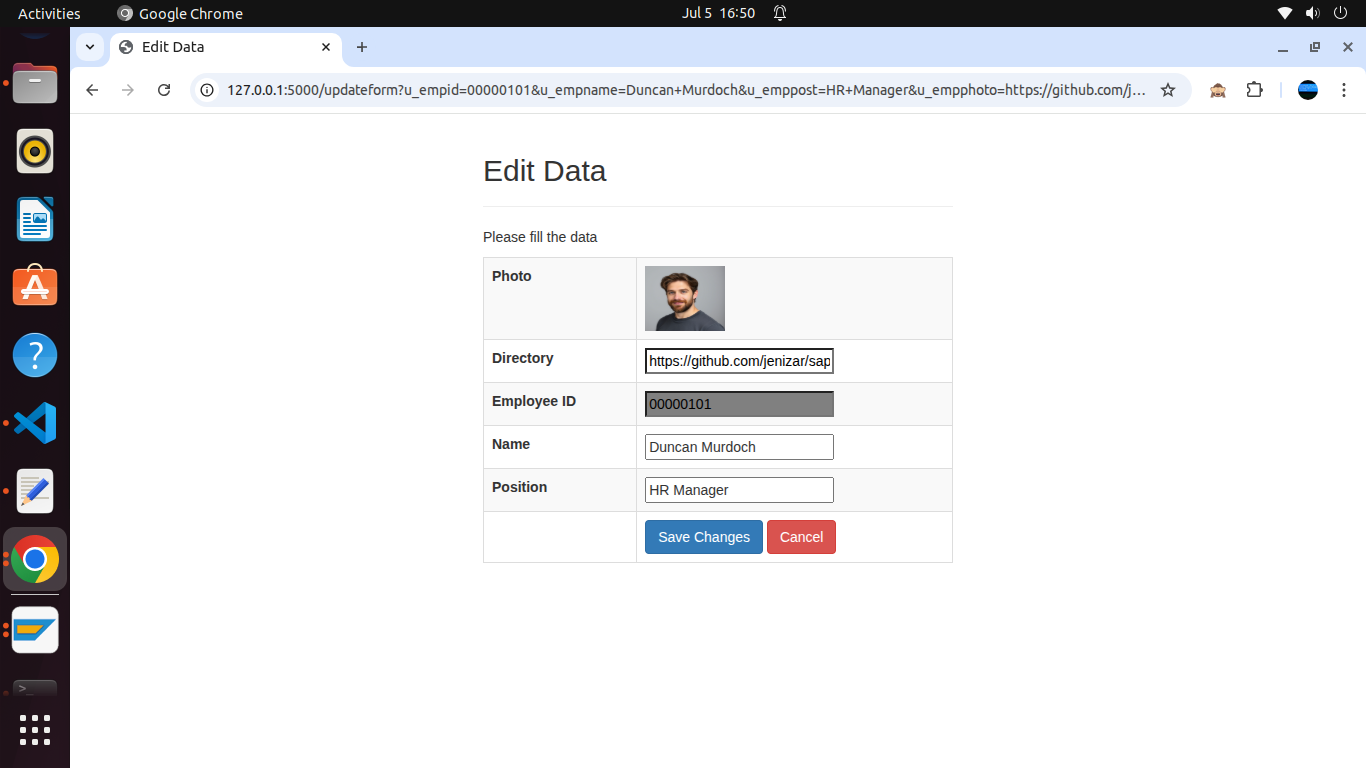 Activities Google Chrome Jul 5 16:50
Edit Data
127.0.0.1:5000/updateform?u_empid=00000101&u_empname=Duncan+Murdoch&u_emppost=HR+Manager&u_empphoto=https://github.com/j...
Edit Data
Please fill the data
Photo
Directory https://github.com/jenizar/sap
Employee ID 00000101
Name Duncan Murdoch
Position HR Manager
Save Changes Cancel